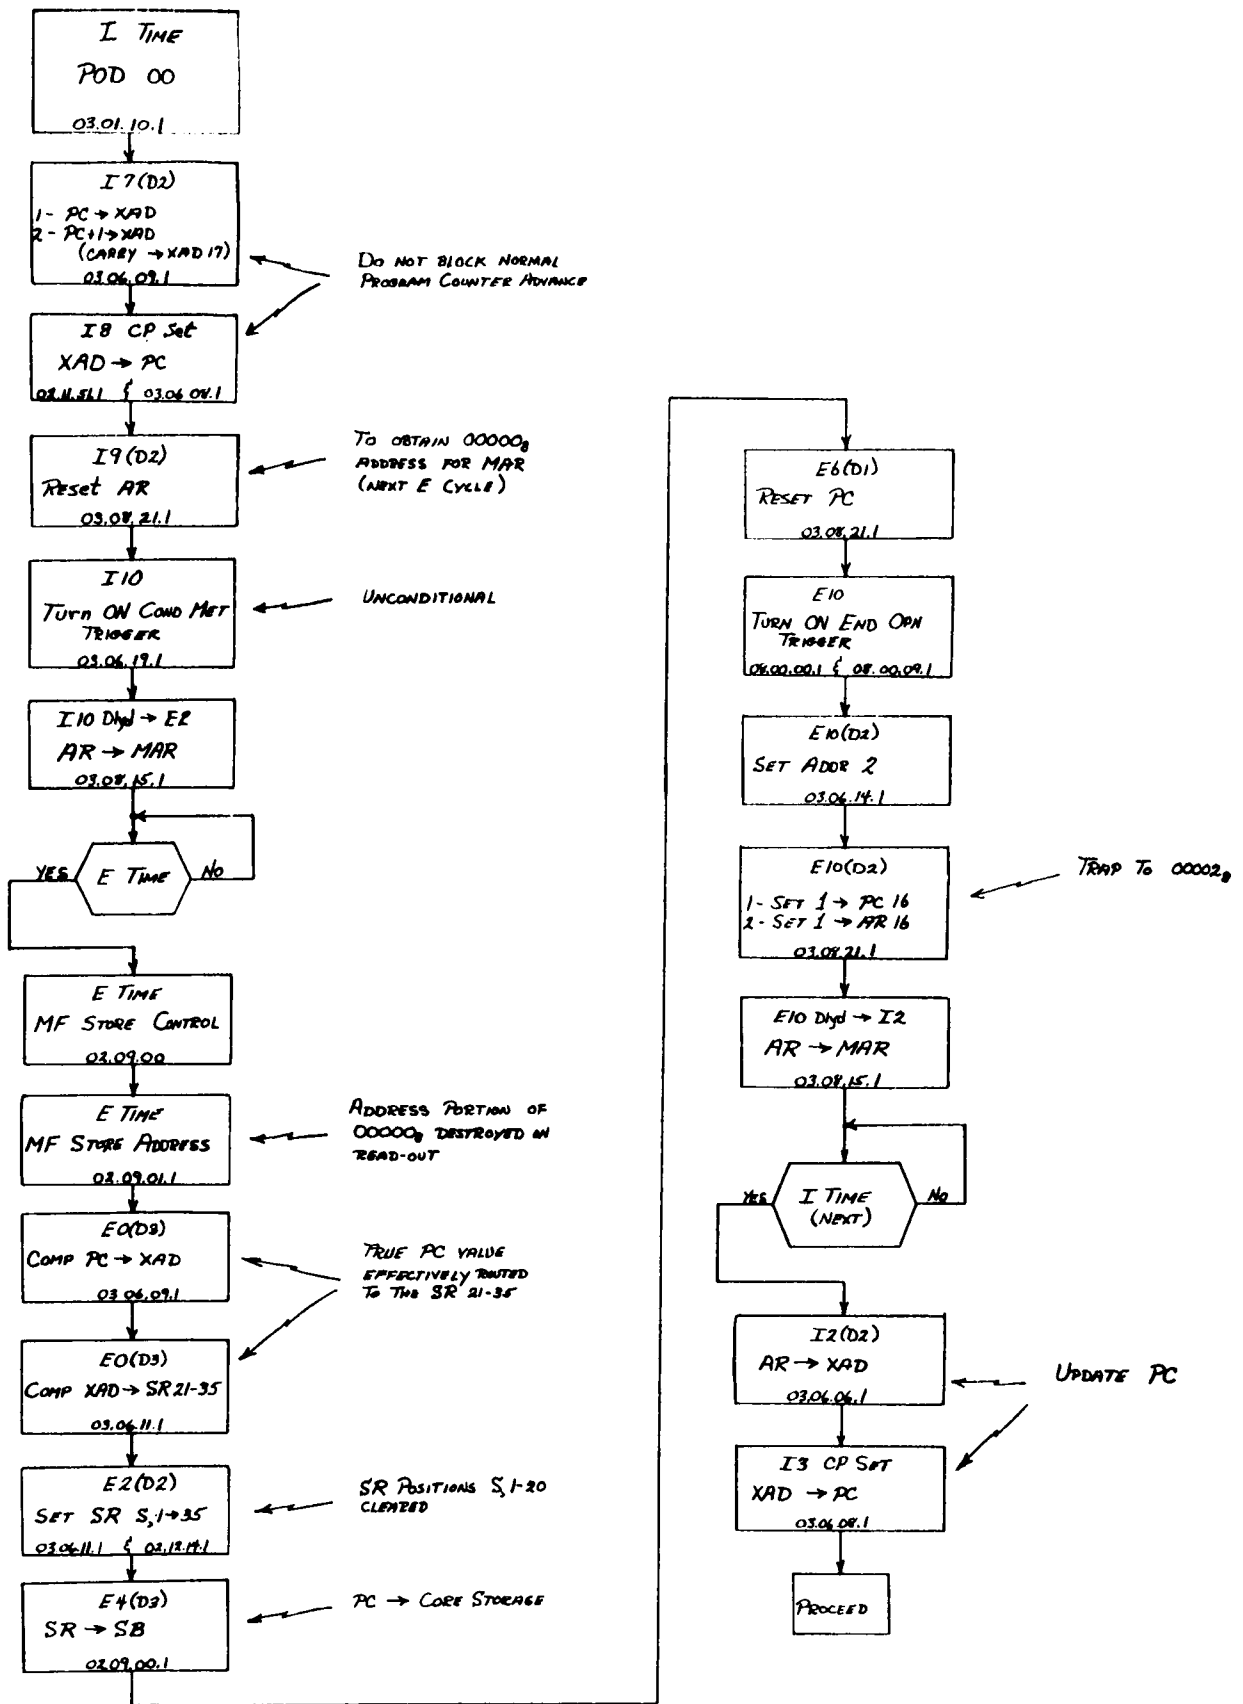 I TIME
POD 00
03.01.10.1
I7(D2)
1- PC → XAD
2- PC+1 → XAD
(CARRY → XAD 17)
03.06.09.1
DO NOT BLOCK NORMAL
PROGRAM COUNTER ADVANCE
I8 CP Set
XAD → PC
02.11.51.1 & 03.06.08.1
I9(D2)
Reset AR
03.08.21.1
TO OBTAIN 00000₈
ADDRESS FOR MAR
(NEXT E CYCLE)
I10
Turn ON COND MET
TRIGGER
03.06.19.1
UNCONDITIONAL
I10 Dlyd → E2
AR → MAR
03.08.15.1
YES
E TIME
NO
E TIME
MF STORE CONTROL
02.09.00
E TIME
MF STORE ADDRESS
02.09.01.1
ADDRESS PORTION OF
00000₈ DESTROYED ON
READ-OUT
E0(D3)
COMP PC → XAD
03.06.09.1
TRUE PC VALUE
EFFECTIVELY ROUTED
TO THE SR 21-35
E0(D3)
COMP XAD → SR 21-35
03.06.11.1
E2(D2)
SET SR S,1→35
03.06.11.1 & 02.12.14.1
SR POSITIONS S,1-20
CLEARED
E4(D3)
SR → SB
02.09.00.1
PC → CORE STORAGE
E6(D1)
RESET PC
03.08.21.1
E10
TURN ON END OPN
TRIGGER
08.00.00.1 & 08.00.09.1
E10(D2)
SET ADDR 2
03.06.14.1
E10(D2)
1- SET 1 → PC 16
2- SET 1 → AR 16
03.08.21.1
TRAP TO 00002₈
E10 Dlyd → I2
AR → MAR
03.08.15.1
YES
I TIME
(NEXT)
NO
I2(D2)
AR → XAD
03.06.06.1
UPDATE PC
I3 CP SET
XAD → PC
03.06.08.1
PROCEED